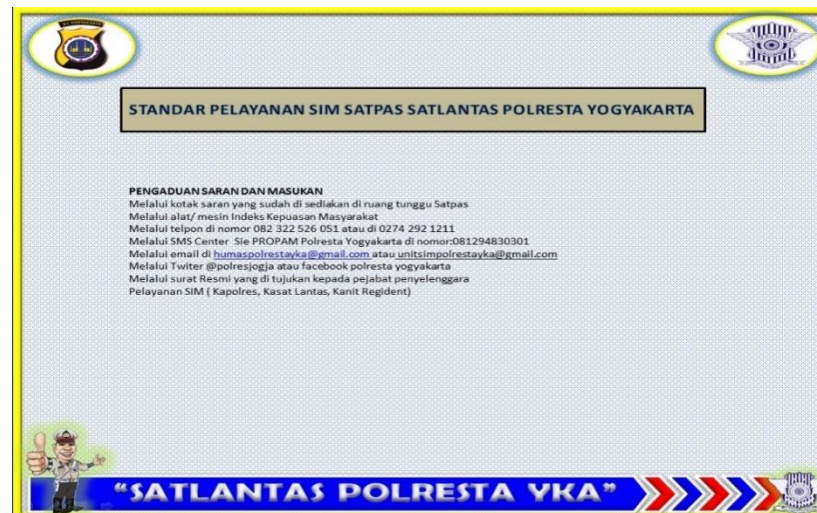 STANDAR PELAYANAN SIM SATPAS SATLANTAS POLRESTA YOGYAKARTA
PENGADUAN SARAN DAN MASUKAN
Melalui kotak saran yang sudah di sediakan di ruang tunggu Satpas
Melalui alat/ mesin Indeks Kepuasan Masyarakat
Melalui telpon di nomor 082 322 526 051 atau di 0274 292 1211
Melalui SMS Center Sie PROPAM Polresta Yogyakarta di nomor:081294830301
Melalui email di humaspolrestayka@gmail.com atau unitsimpolrestayka@gmail.com
Melalui Twiter @polresjogja atau facebook polresta yogyakarta
Melalui surat Resmi yang di tujukan kepada pejabat penyelenggara
Pelayanan SIM ( Kapolres, Kasat Lantas, Kanit Regident)
“SATLANTAS POLRESTA YKA”